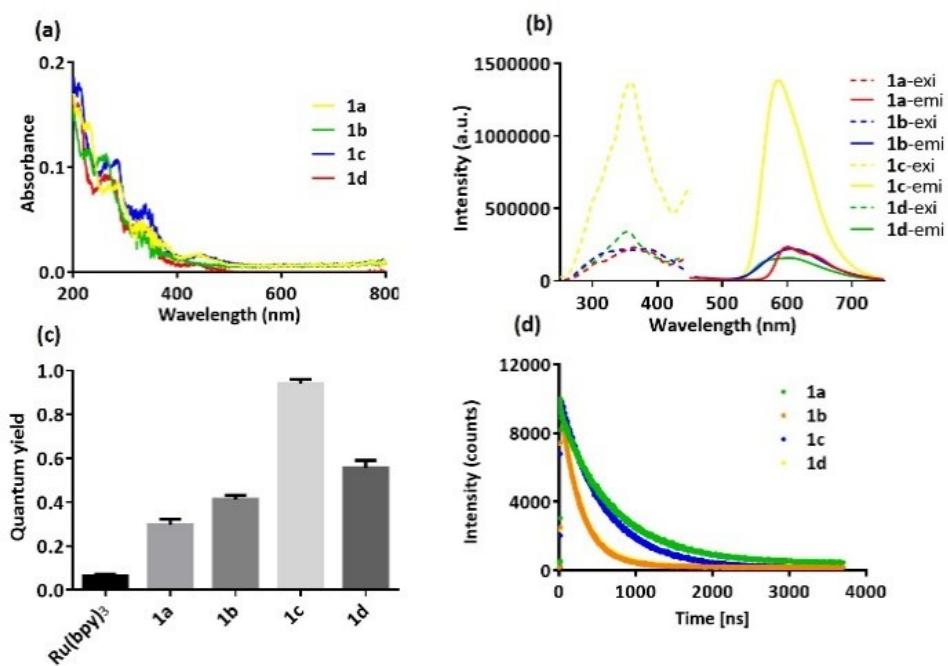 (a)
0.2
0.1
0.0
Absorbance
200 400 600 800
Wavelength (nm)
1a
1b
1c
1d
(b)
1500000
1000000
500000
0
Intensity (a.u.)
300 400 500 600 700
Wavelength (nm)
1a-exi
1a-emi
1b-exi
1b-emi
1c-exi
1c-emi
1d-exi
1d-emi
(c)
1.0
0.8
0.6
0.4
0.2
0.0
Quantum yield
Ru(bpy)3 1a 1b 1c 1d
(d)
12000
8000
4000
0
Intensity (counts)
0 1000 2000 3000 4000
Time [ns]
1a
1b
1c
1d